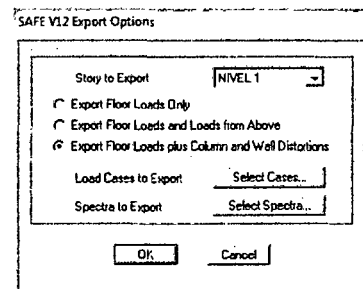 SAFE V12 Export Options
Story to Export NIVEL 1
Export Floor Loads Only
Export Floor Loads and Loads from Above
Export Floor Loads plus Column and Wall Distortions
Load Cases to Export Select Cases...
Spectra to Export Select Spectra...
OK Cancel